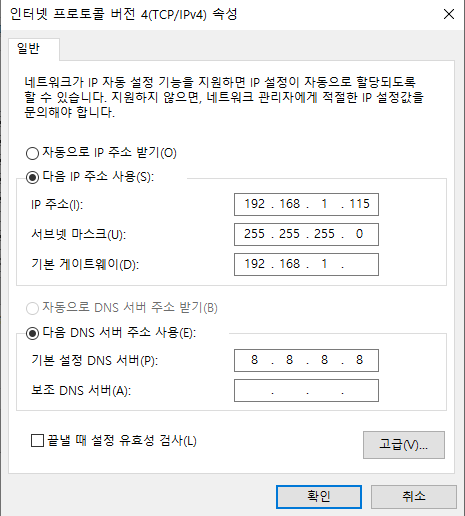 인터넷 프로토콜 버전 4(TCP/IPv4) 속성
일반
네트워크가 IP 자동 설정 기능을 지원하면 IP 설정이 자동으로 할당되도록
할 수 있습니다. 지원하지 않으면, 네트워크 관리자에게 적절한 IP 설정값을
문의해야 합니다.
자동으로 IP 주소 받기(O)
다음 IP 주소 사용(S):
IP 주소(I): 192 . 168 . 1 . 115
서브넷 마스크(U): 255 . 255 . 255 . 0
기본 게이트웨이(D): 192 . 168 . 1 .
자동으로 DNS 서버 주소 받기(B)
다음 DNS 서버 주소 사용(E):
기본 설정 DNS 서버(P): 8 . 8 . 8 . 8
보조 DNS 서버(A): . . .
끝낼 때 설정 유효성 검사(L)
고급(V)...
확인 취소